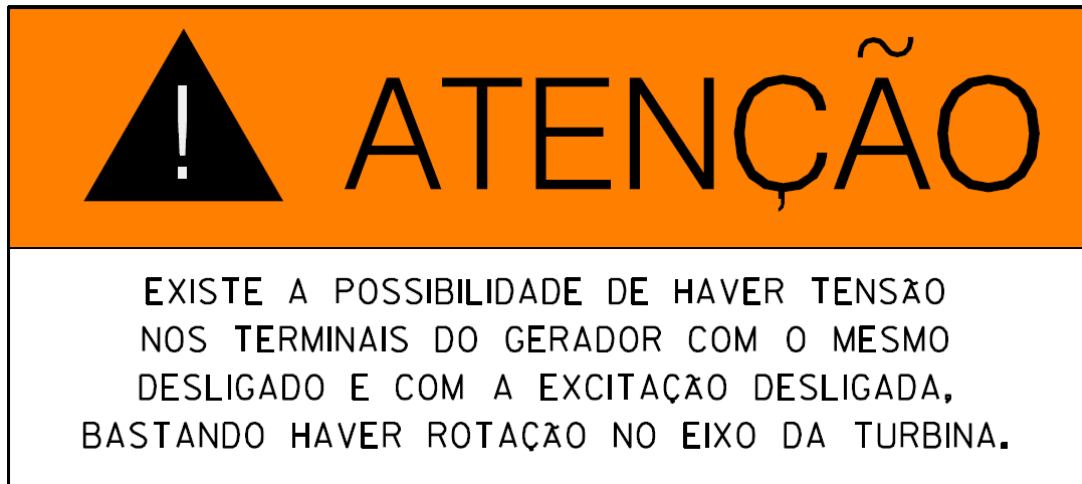 ! ATENÇÃO
EXISTE A POSSIBILIDADE DE HAVER TENSÃO
NOS TERMINAIS DO GERADOR COM O MESMO
DESLIGADO E COM A EXCITAÇÃO DESLIGADA,
BASTANDO HAVER ROTAÇÃO NO EIXO DA TURBINA.